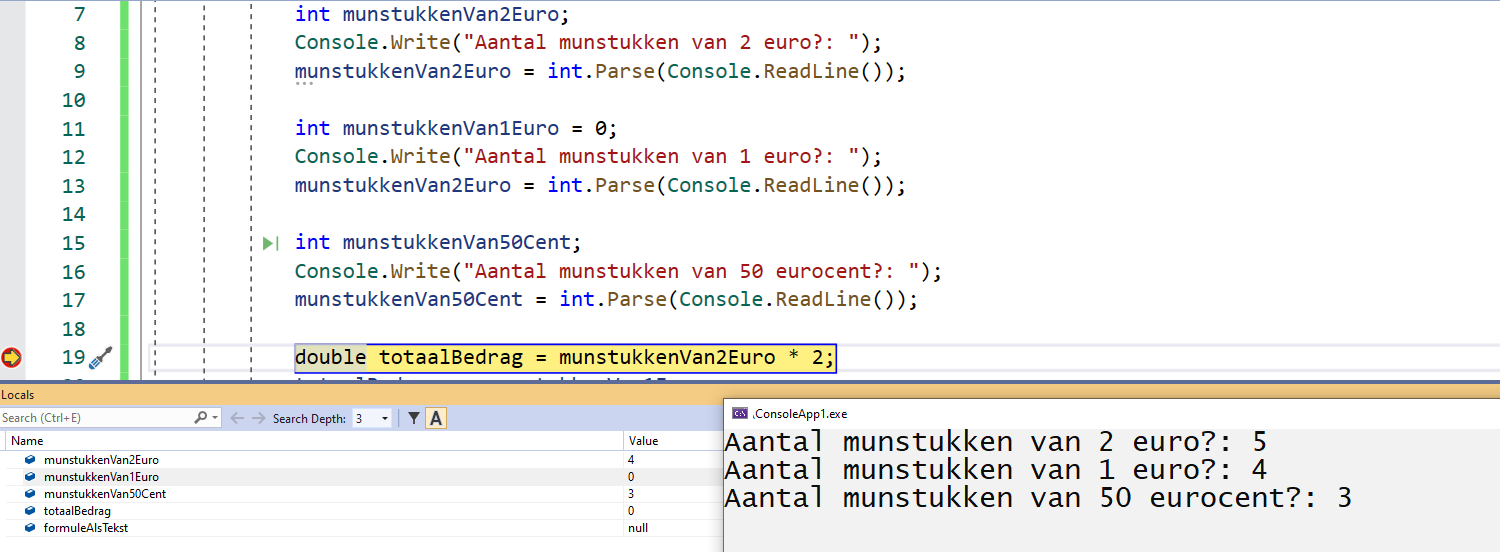 7 int munstukkenVan2Euro;
8 Console.Write("Aantal munstukken van 2 euro?: ");
9 munstukkenVan2Euro = int.Parse(Console.ReadLine());
10
11 int munstukkenVan1Euro = 0;
12 Console.Write("Aantal munstukken van 1 euro?: ");
13 munstukkenVan2Euro = int.Parse(Console.ReadLine());
14
15 int munstukkenVan50Cent;
16 Console.Write("Aantal munstukken van 50 eurocent?: ");
17 munstukkenVan50Cent = int.Parse(Console.ReadLine());
18
19 double totaalBedrag = munstukkenVan2Euro * 2;
Locals
Search (Ctrl+E) Search Depth: 3 A
Name Value
munstukkenVan2Euro 4
munstukkenVan1Euro 0
munstukkenVan50Cent 3
totaalBedrag 0
formuleAlsTekst null
C:\ .\ConsoleApp1.exe
Aantal munstukken van 2 euro?: 5
Aantal munstukken van 1 euro?: 4
Aantal munstukken van 50 eurocent?: 3